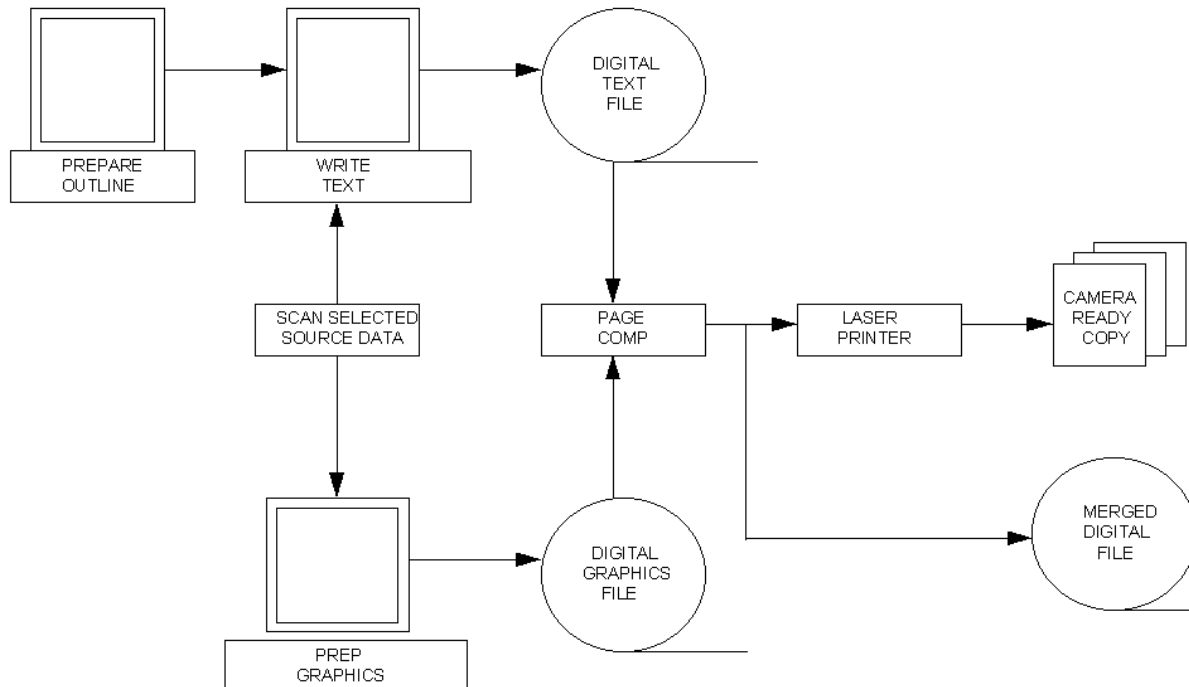 PREPARE
OUTLINE
WRITE
TEXT
DIGITAL
TEXT
FILE
SCAN SELECTED
SOURCE DATA
PAGE
COMP
LASER
PRINTER
CAMERA
READY
COPY
PREP
GRAPHICS
DIGITAL
GRAPHICS
FILE
MERGED
DIGITAL
FILE